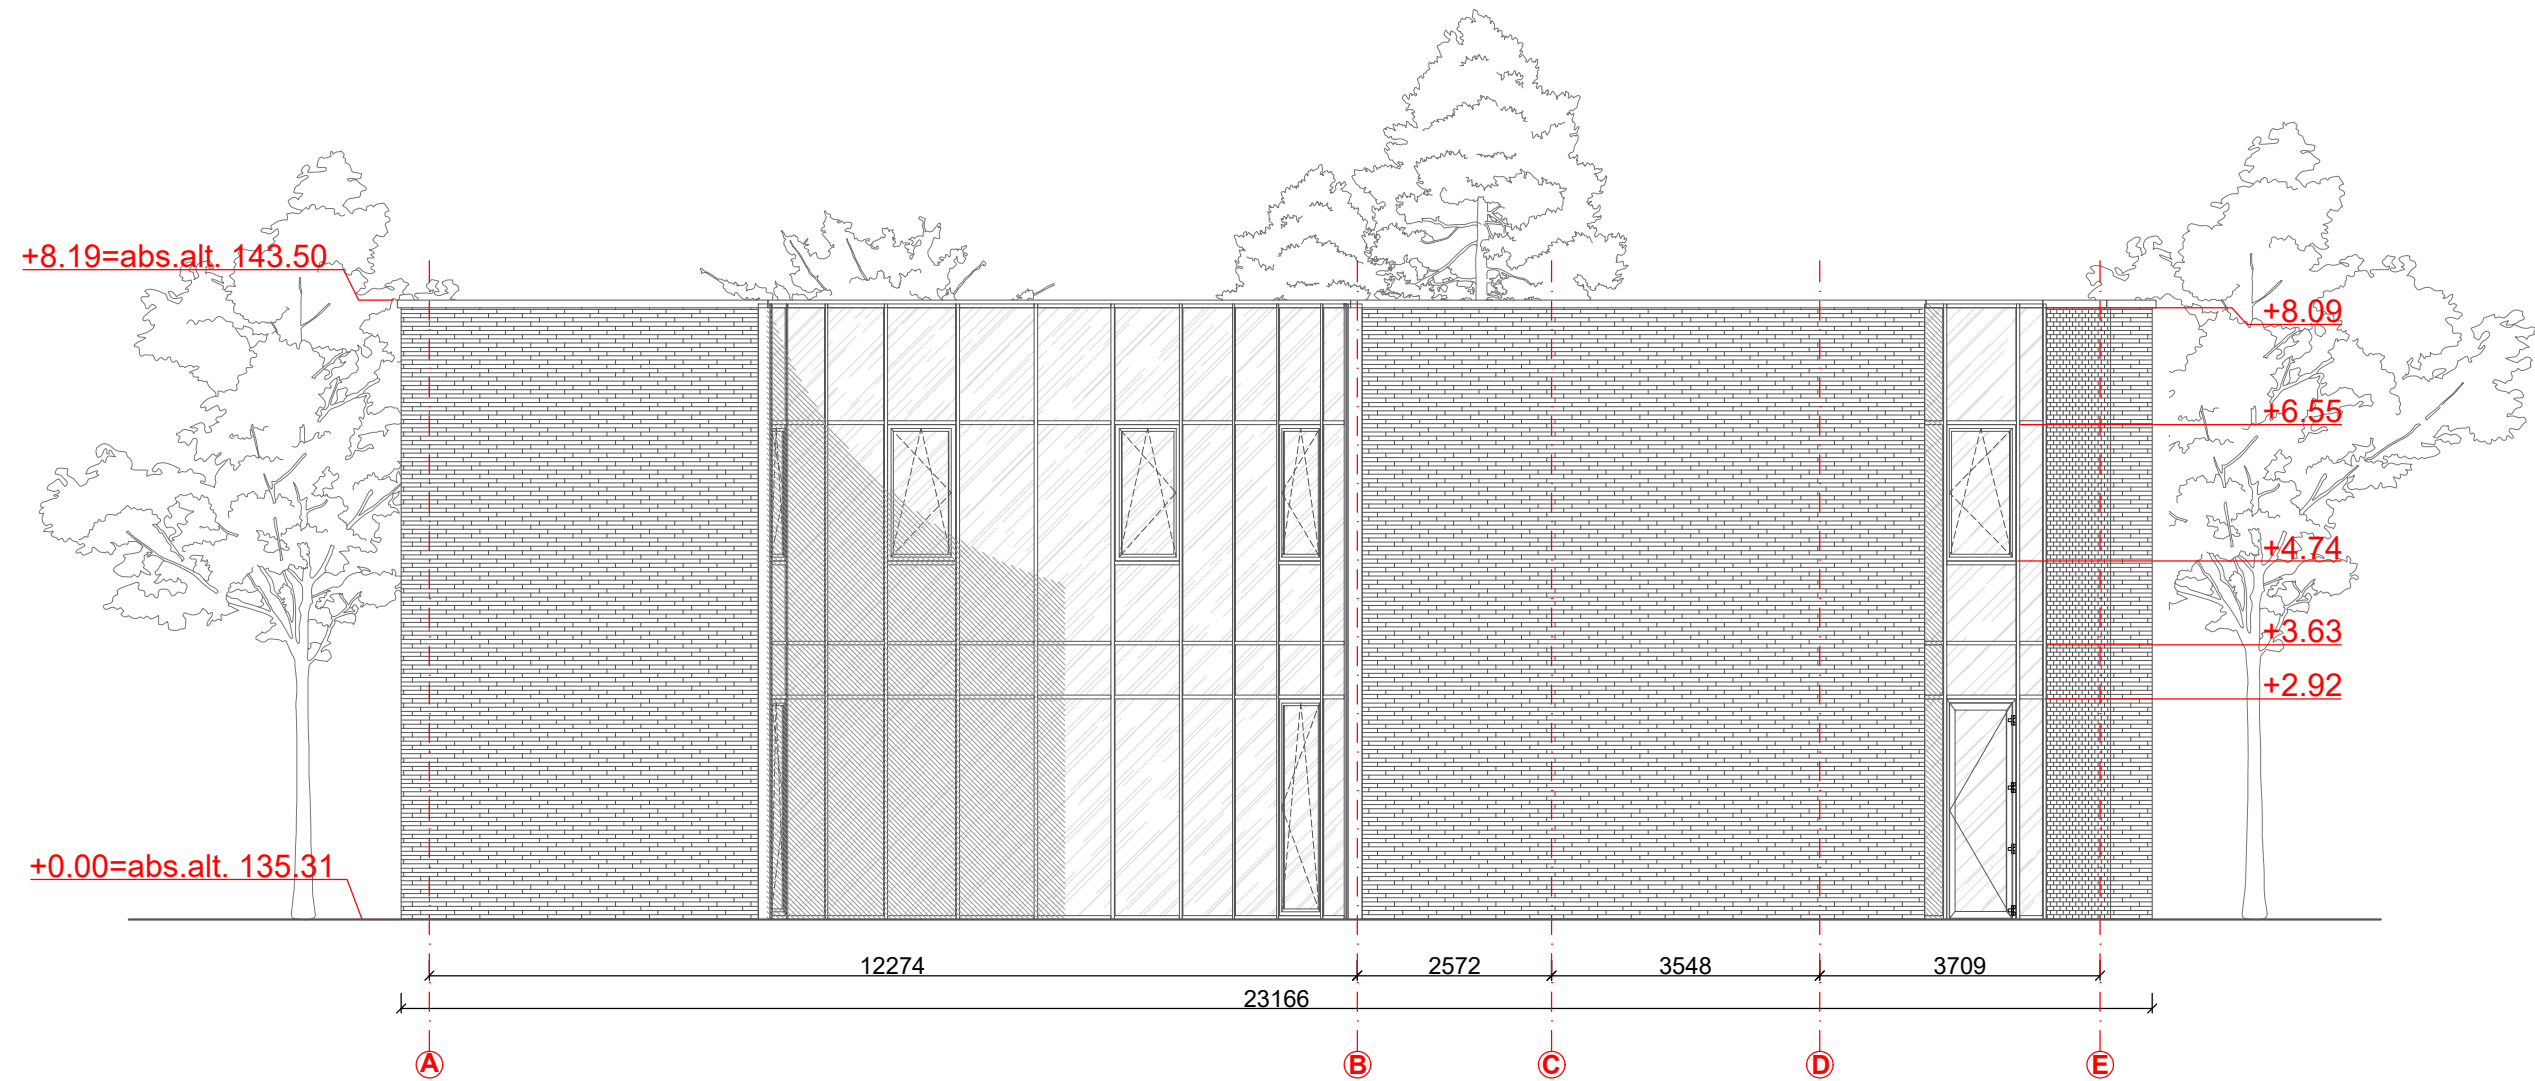 +8.19=abs.alt. 143.50
+8.09
+6.55
+4.74
+3.63
+2.92
+0.00=abs.alt. 135.31
12274
2572
3548
3709
23166
A
B
C
D
E